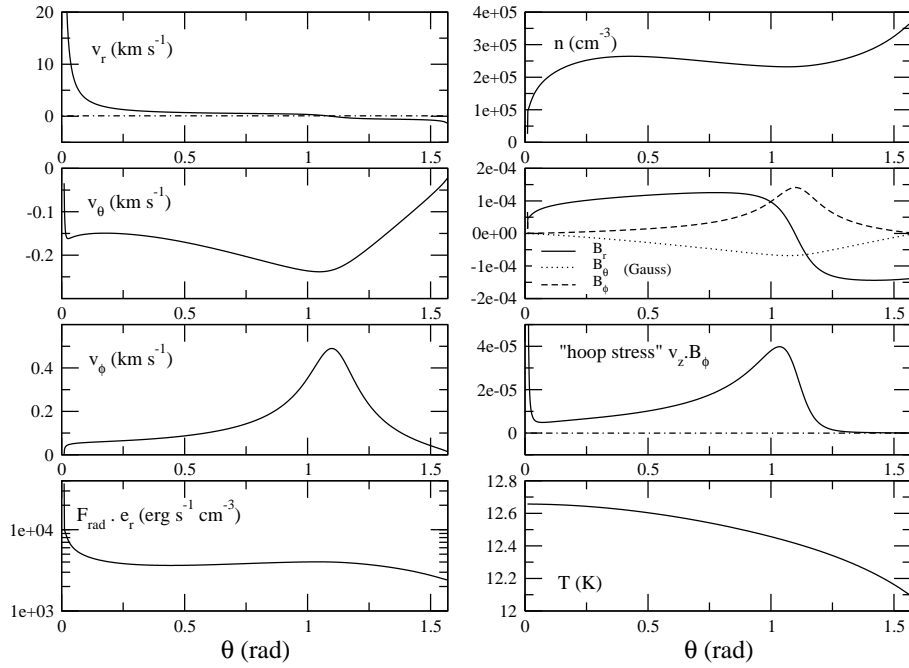 20
10
0
v_r (km s^-1)
0 0.5 1 1.5
4e+05
3e+05
2e+05
1e+05
0
n (cm^-3)
0 0.5 1 1.5
0
-0.1
-0.2
v_θ (km s^-1)
0 0.5 1 1.5
2e-04
1e-04
0e+00
-1e-04
-2e-04
B_r
B_θ (Gauss)
B_ϕ
0 0.5 1 1.5
0.4
0.2
0
v_ϕ (km s^-1)
0 0.5 1 1.5
4e-05
2e-05
0
"hoop stress" v_z.B_ϕ
0 0.5 1 1.5
1e+04
1e+03
F_rad . e_r (erg s^-1 cm^-3)
0 0.5 1 1.5
θ (rad)
12.8
12.6
12.4
12.2
12
T (K)
0 0.5 1 1.5
θ (rad)